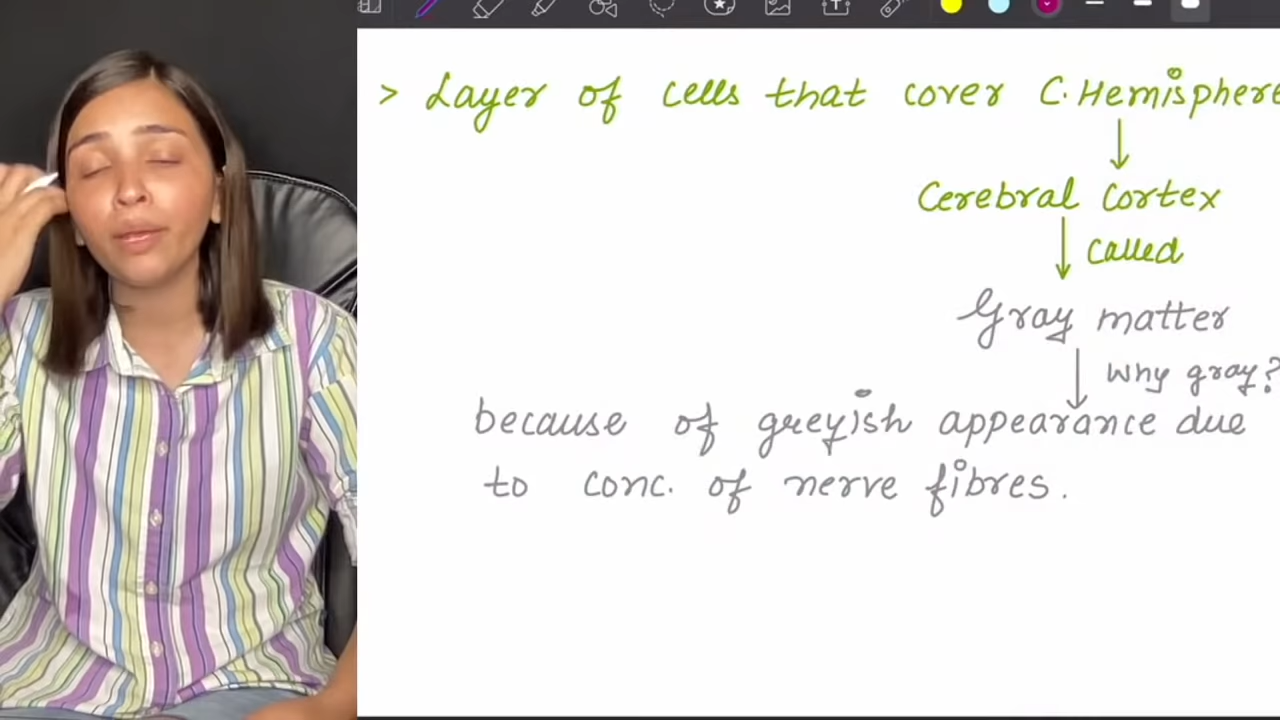 > Layer of cells that cover C.Hemisphere
Cerebral Cortex
called
Gray matter
why gray?
because of greyish appearance due
to conc. of nerve fibres.